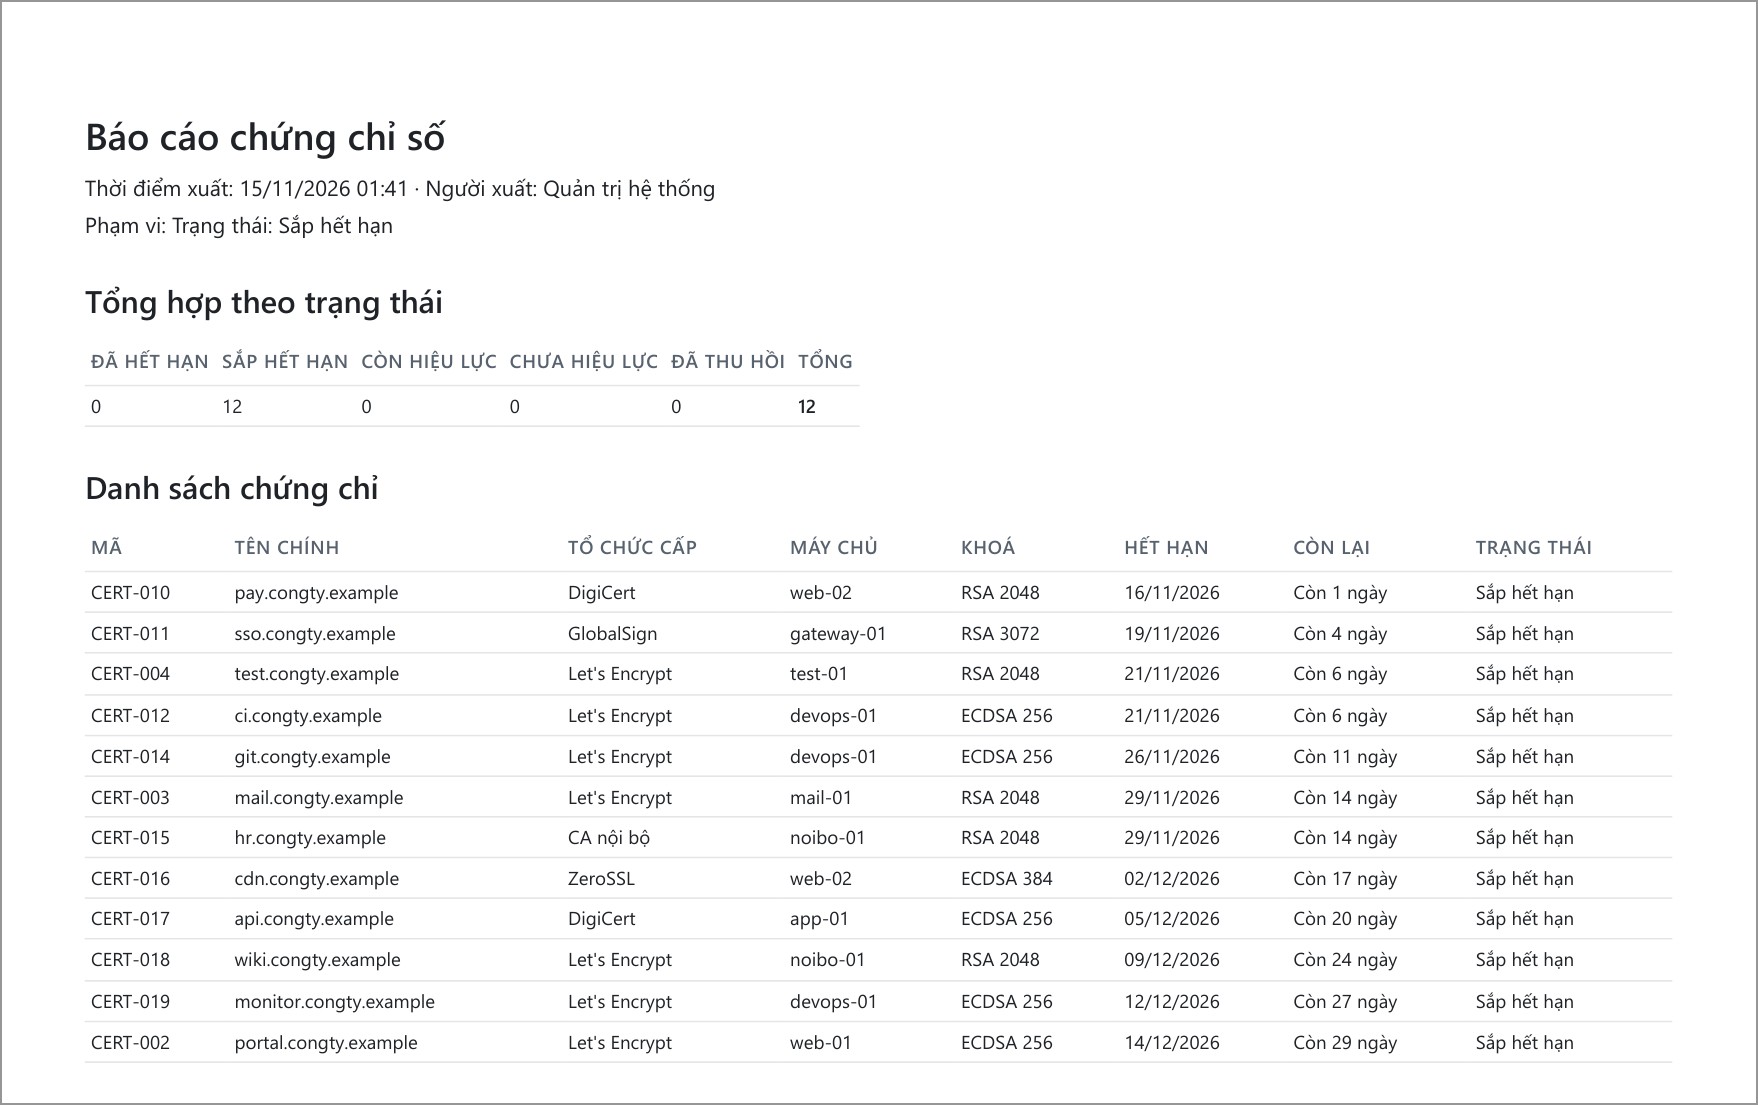 Báo cáo chứng chỉ số
Thời điểm xuất: 15/11/2026 01:41 · Người xuất: Quản trị hệ thống
Phạm vi: Trạng thái: Sắp hết hạn
Tổng hợp theo trạng thái
ĐÃ HẾT HẠN SẮP HẾT HẠN CÒN HIỆU LỰC CHƯA HIỆU LỰC ĐÃ THU HỒI TỔNG
0 12 0 0 0 12
Danh sách chứng chỉ
MÃ TÊN CHÍNH TỔ CHỨC CẤP MÁY CHỦ KHOÁ HẾT HẠN CÒN LẠI TRẠNG THÁI
CERT-010 pay.congty.example DigiCert web-02 RSA 2048 16/11/2026 Còn 1 ngày Sắp hết hạn
CERT-011 sso.congty.example GlobalSign gateway-01 RSA 3072 19/11/2026 Còn 4 ngày Sắp hết hạn
CERT-004 test.congty.example Let's Encrypt test-01 RSA 2048 21/11/2026 Còn 6 ngày Sắp hết hạn
CERT-012 ci.congty.example Let's Encrypt devops-01 ECDSA 256 21/11/2026 Còn 6 ngày Sắp hết hạn
CERT-014 git.congty.example Let's Encrypt devops-01 ECDSA 256 26/11/2026 Còn 11 ngày Sắp hết hạn
CERT-003 mail.congty.example Let's Encrypt mail-01 RSA 2048 29/11/2026 Còn 14 ngày Sắp hết hạn
CERT-015 hr.congty.example CA nội bộ noibo-01 RSA 2048 29/11/2026 Còn 14 ngày Sắp hết hạn
CERT-016 cdn.congty.example ZeroSSL web-02 ECDSA 384 02/12/2026 Còn 17 ngày Sắp hết hạn
CERT-017 api.congty.example DigiCert app-01 ECDSA 256 05/12/2026 Còn 20 ngày Sắp hết hạn
CERT-018 wiki.congty.example Let's Encrypt noibo-01 RSA 2048 09/12/2026 Còn 24 ngày Sắp hết hạn
CERT-019 monitor.congty.example Let's Encrypt devops-01 ECDSA 256 12/12/2026 Còn 27 ngày Sắp hết hạn
CERT-002 portal.congty.example Let's Encrypt web-01 ECDSA 256 14/12/2026 Còn 29 ngày Sắp hết hạn